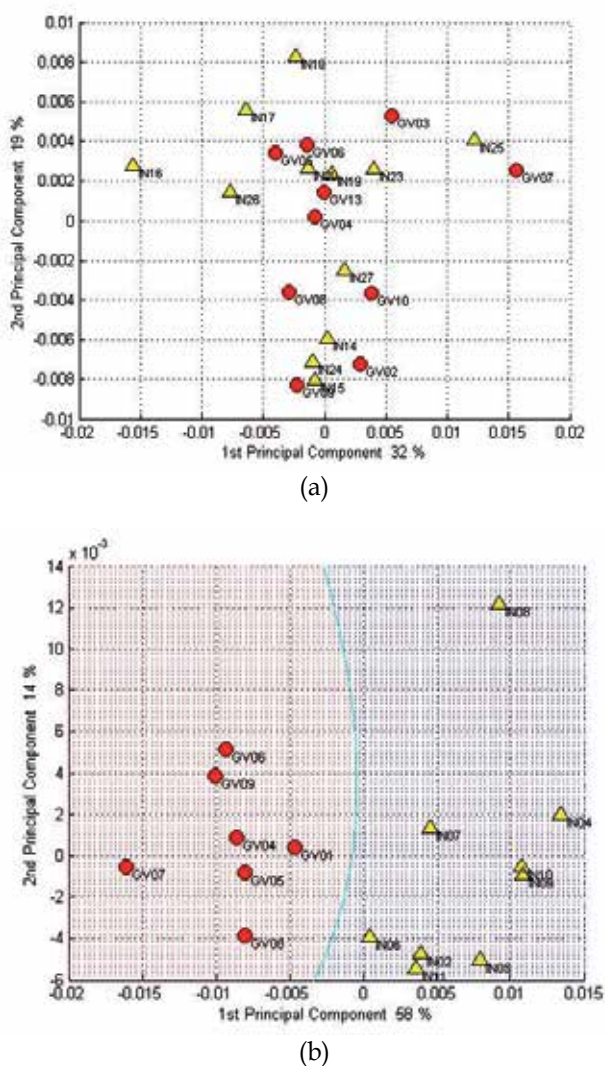 0.01
0.008
0.006
0.004
0.002
0
-0.002
-0.004
-0.006
-0.008
-0.01
2nd Principal Component 19 %
IN18
IN17
GV03
IN25
GV06
GV05
IN16
IN19
IN23
GV07
IN26
GV13
GV04
IN27
GV08
GV10
IN14
IN24
GV02
IN15
-0.02 -0.015 -0.01 -0.005 0 0.005 0.01 0.015 0.02
1st Principal Component 32 %
(a)
x 10
14
12
10
8
6
4
2
0
-2
-4
-6
2nd Principal Component 14 %
IN08
GV06
GV09
IN04
IN07
GV04
GV01
GV07
GV05
IN10
IN09
IN06
IN02
IN11
-0.02 -0.015 -0.01 -0.005 0 0.005 0.01 0.015
1st Principal Component 58 %
(b)